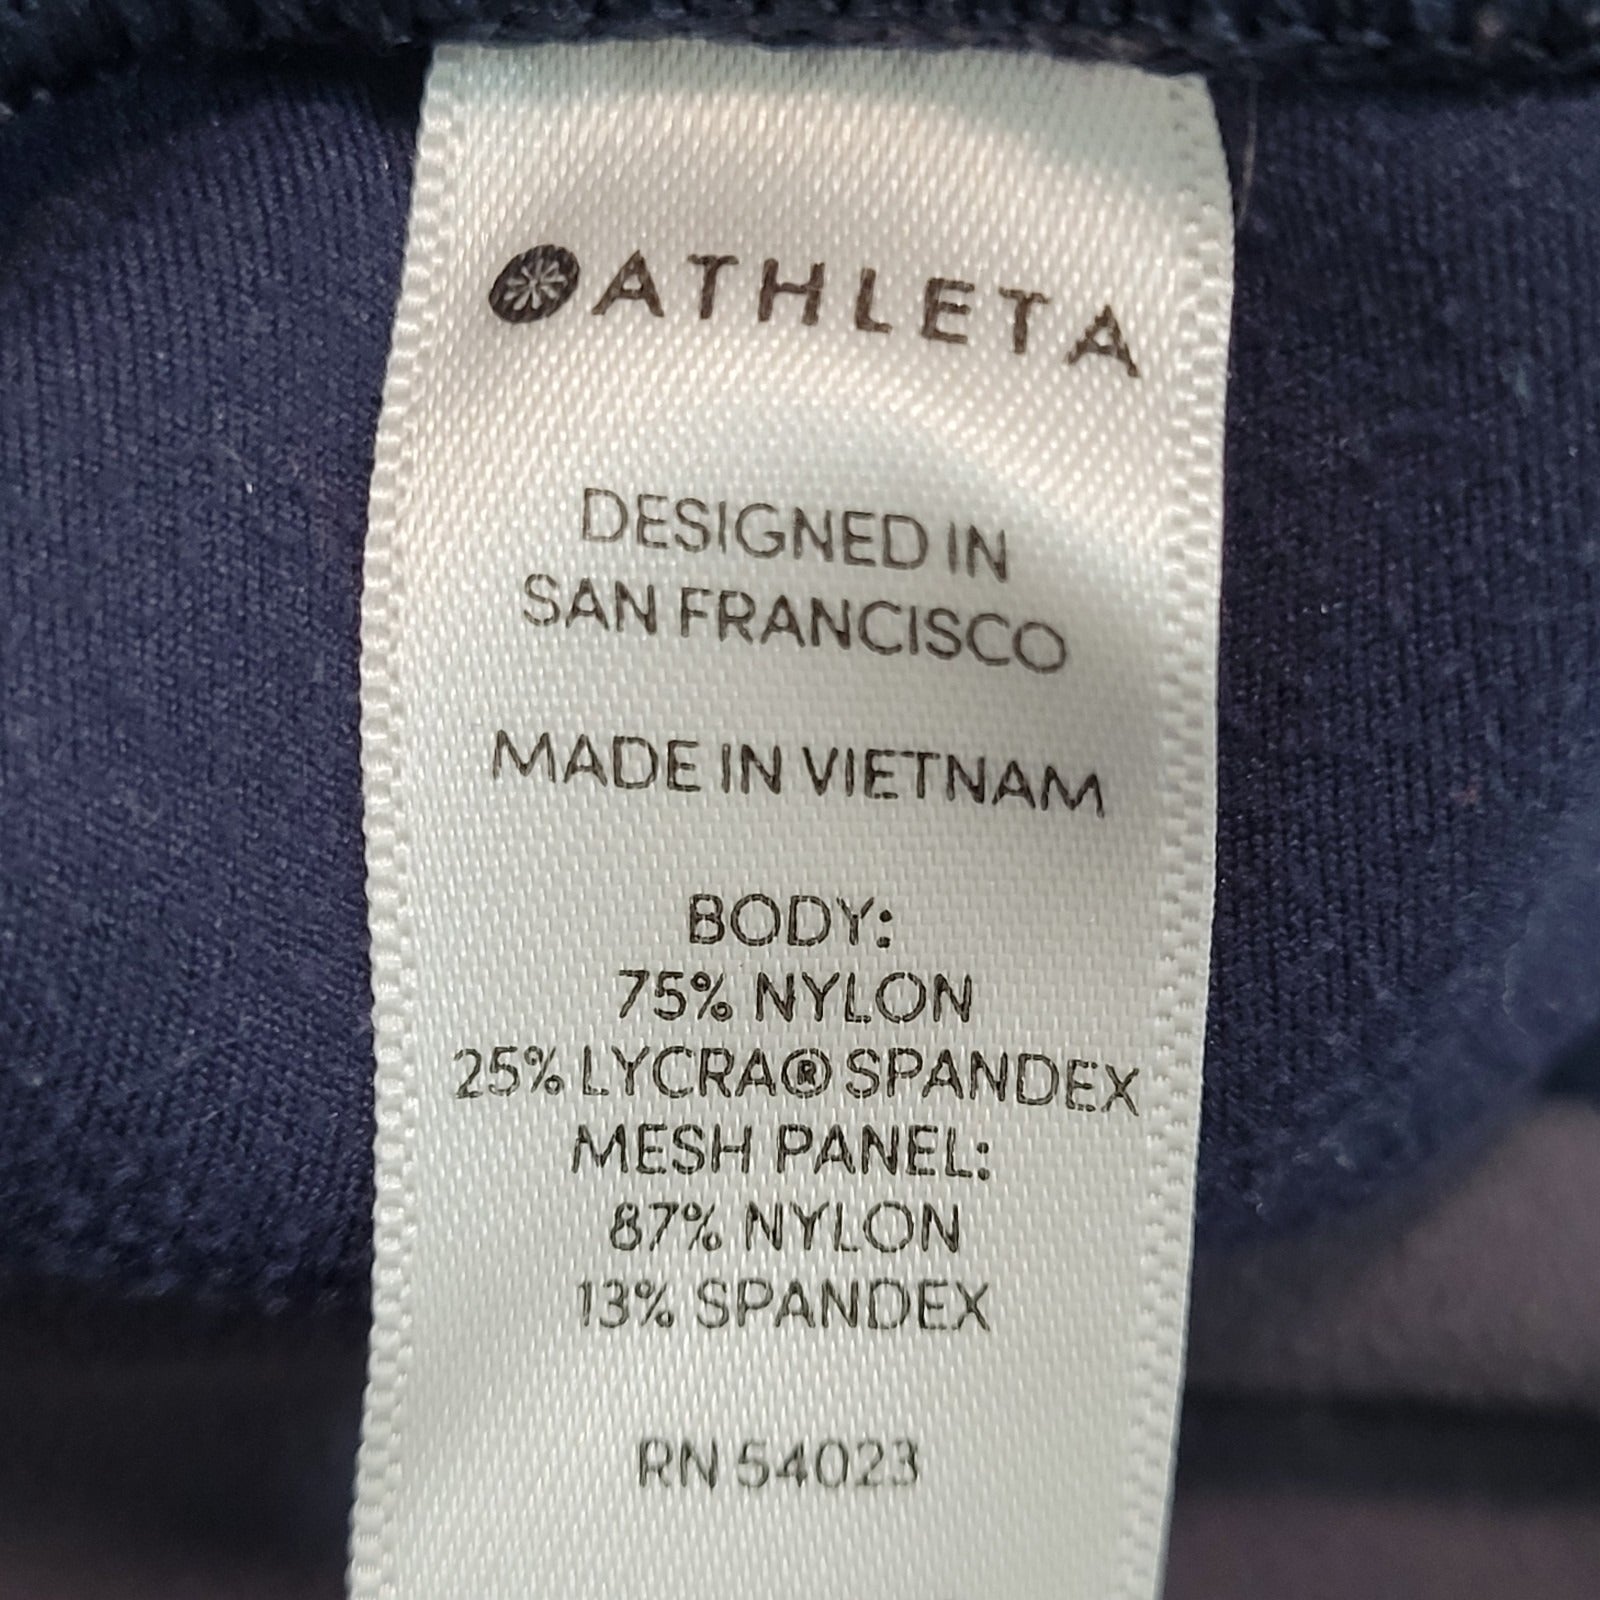 ATHLETA
DESIGNED IN
SAN FRANCISCO
MADE IN VIETNAM
BODY:
75% NYLON
25% LYCRA® SPANDEX
MESH PANEL:
87% NYLON
13% SPANDEX
RN 54023